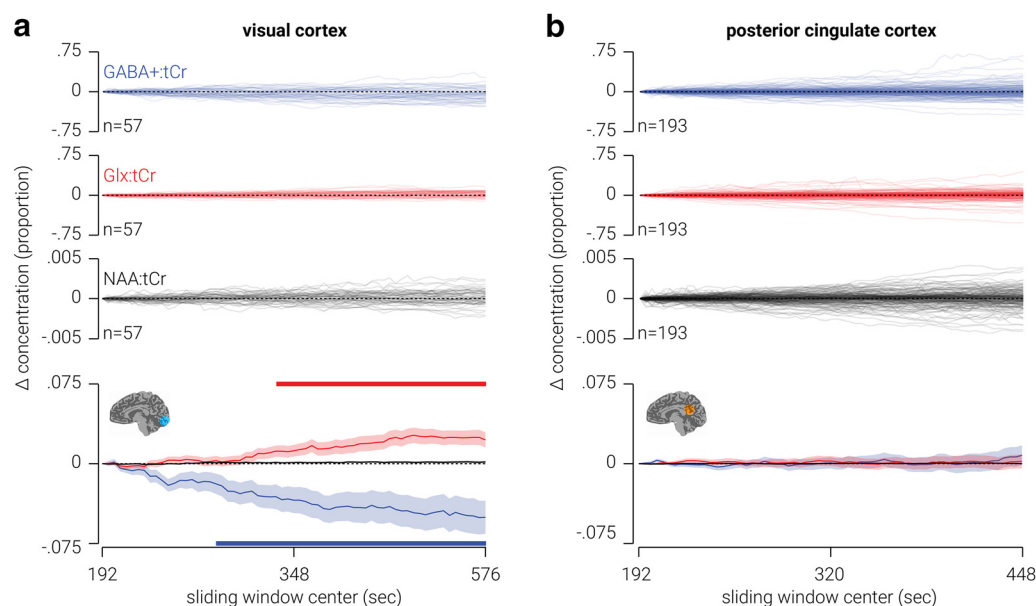 a
visual cortex
b
posterior cingulate cortex
Δ concentration (proportion)
.75
0
-.75
GABA+:tCr
n=57
.75
0
-.75
Glx:tCr
n=57
.005
0
-.005
NAA:tCr
n=57
.075
0
-.075
192
348
576
sliding window center (sec)
Δ concentration (proportion)
.75
0
-.75
n=193
.75
0
-.75
n=193
.005
0
-.005
n=193
.075
0
-.075
192
320
448
sliding window center (sec)